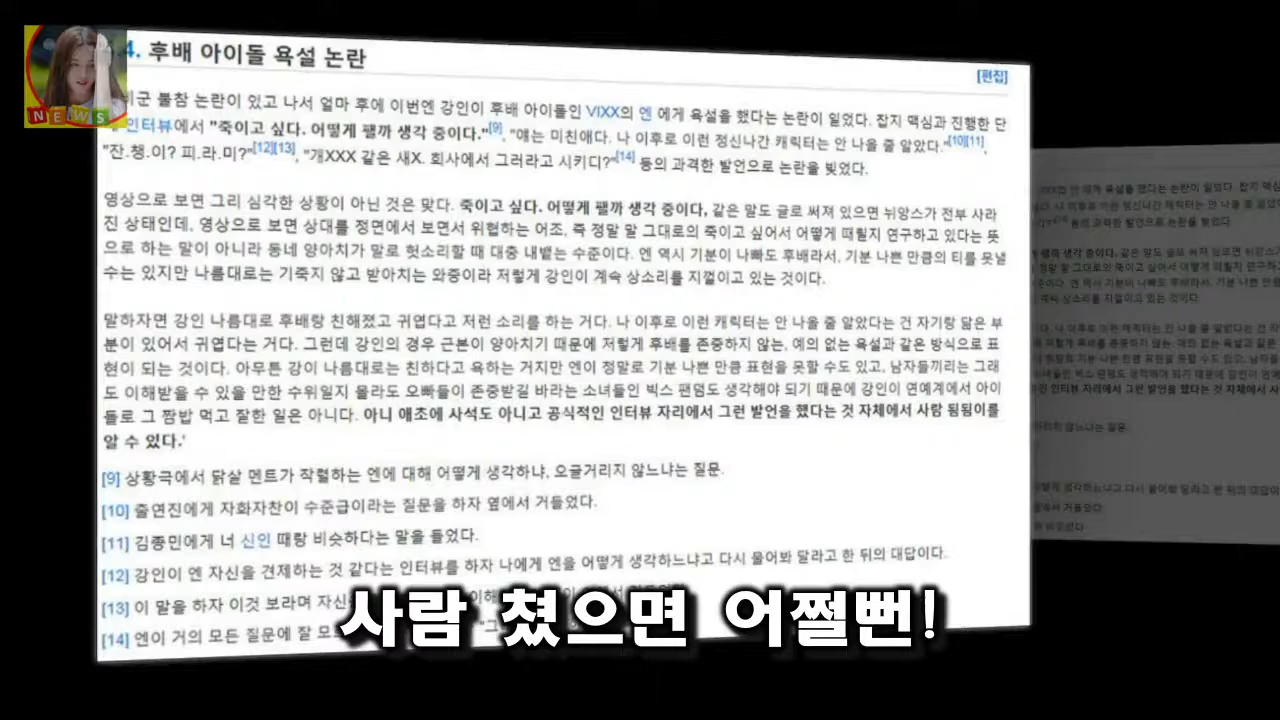 NEWS
4. 후배 아이돌 욕설 논란
[편집]
비군 불참 논란이 있고 나서 얼마 후에 이번엔 강인이 후배 아이돌인 VIXX의 엔 에게 욕설을 했다는 논란이 일었다. 잡지 맥심과 진행한 단
인터뷰에서 "죽이고 싶다. 어떻게 팰까 생각 중이다."[9], "얘는 미친애다. 나 이후로 이런 정신나간 캐릭터는 안 나올 줄 알았다."[10][11],
"잔.챙.이? 피.라.미?"[12][13], "개XXX 같은 새X. 회사에서 그러라고 시키디?"[14] 등의 과격한 발언으로 논란을 빚었다.
영상으로 보면 그리 심각한 상황이 아닌 것은 맞다. 죽이고 싶다. 어떻게 팰까 생각 중이다, 같은 말도 글로 써져 있으면 뉘앙스가 전부 사라
진 상태인데, 영상으로 보면 상대를 정면에서 보면서 위협하는 어조, 즉 정말 말 그대로의 죽이고 싶어서 어떻게 때릴지 연구하고 있다는 뜻
으로 하는 말이 아니라 동네 양아치가 말로 헛소리할 때 대충 내뱉는 수준이다. 엔 역시 기분이 나빠도 후배라서, 기분 나쁜 만큼의 티를 못낼
수는 있지만 나름대로는 기죽지 않고 받아치는 와중이라 저렇게 강인이 계속 상소리를 지껄이고 있는 것이다.
말하자면 강인 나름대로 후배랑 친해졌고 귀엽다고 저런 소리를 하는 거다. 나 이후로 이런 캐릭터는 안 나올 줄 알았다는 건 자기랑 닮은 부
분이 있어서 귀엽다는 거다. 그런데 강인의 경우 근본이 양아치기 때문에 저렇게 후배를 존중하지 않는, 예의 없는 욕설과 같은 방식으로 표
현이 되는 것이다. 아무튼 강이 나름대로는 친하다고 욕하는 거지만 엔이 정말로 기분 나쁜 만큼 표현을 못할 수도 있고, 남자들끼리는 그래
도 이해받을 수 있을 만한 수위일지 몰라도 오빠들이 존중받길 바라는 소녀들인 빅스 팬덤도 생각해야 되기 때문에 강인이 연예계에서 아이
돌로 그 짬밥 먹고 잘한 일은 아니다. 아니 애초에 사석도 아니고 공식적인 인터뷰 자리에서 그런 발언을 했다는 것 자체에서 사람 됨됨이를
알 수 있다.'
[9] 상황극에서 닭살 멘트가 작렬하는 엔에 대해 어떻게 생각하냐, 오글거리지 않느냐는 질문.
[10] 출연진에게 자화자찬이 수준급이라는 질문을 하자 옆에서 거들었다.
[11] 김종민에게 너 신인 때랑 비슷하다는 말을 들었다.
[12] 강인이 엔 자신을 견제하는 것 같다는 인터뷰를 하자 나에게 엔을 어떻게 생각하느냐고 다시 물어봐 달라고 한 뒤의 대답이다.
[13] 이 말을 하자 이것 보라며 자신
[14] 엔이 거의 모든 질문에 잘 모
사람 쳤으면 어쩔뻔!